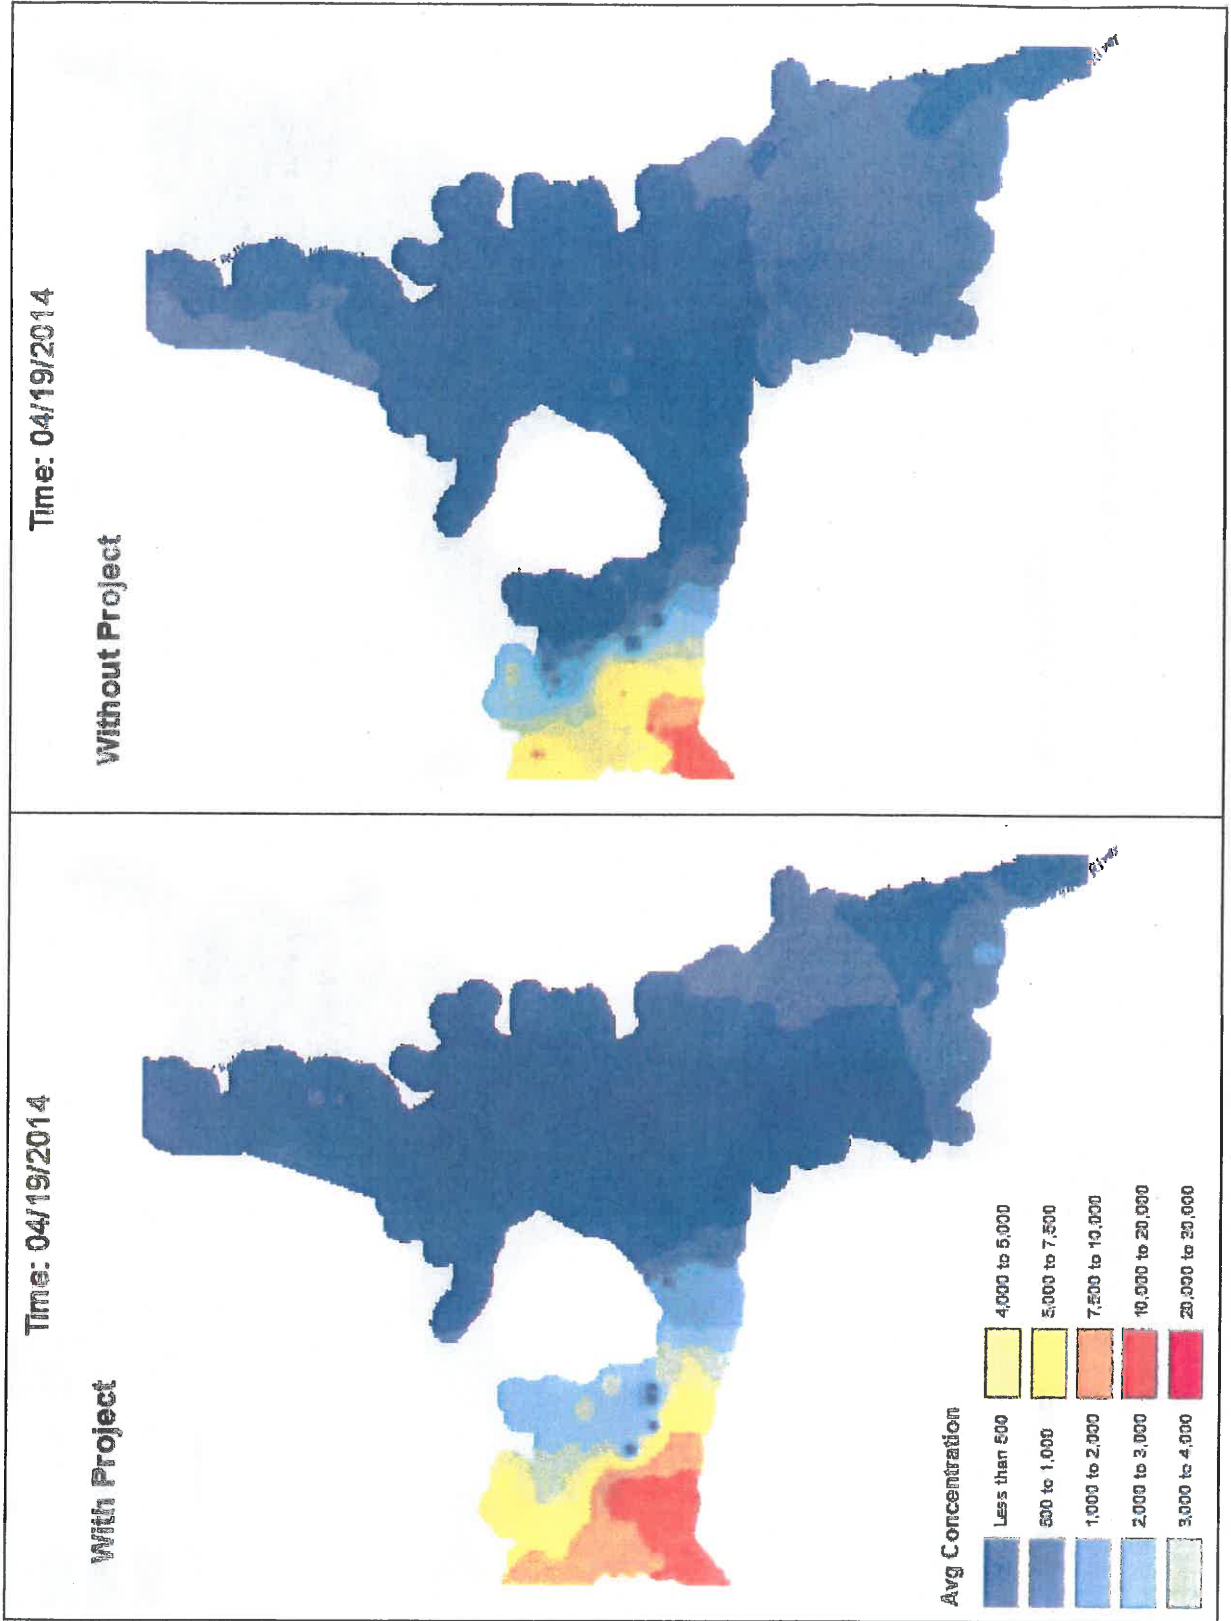 Time: 04/19/2014
With Project
River
Avg Concentration
Less than 500
500 to 1,000
1,000 to 2,000
2,000 to 3,000
3,000 to 4,000
4,000 to 5,000
5,000 to 7,500
7,500 to 10,000
10,000 to 20,000
20,000 to 30,000
Time: 04/19/2014
Without Project
River